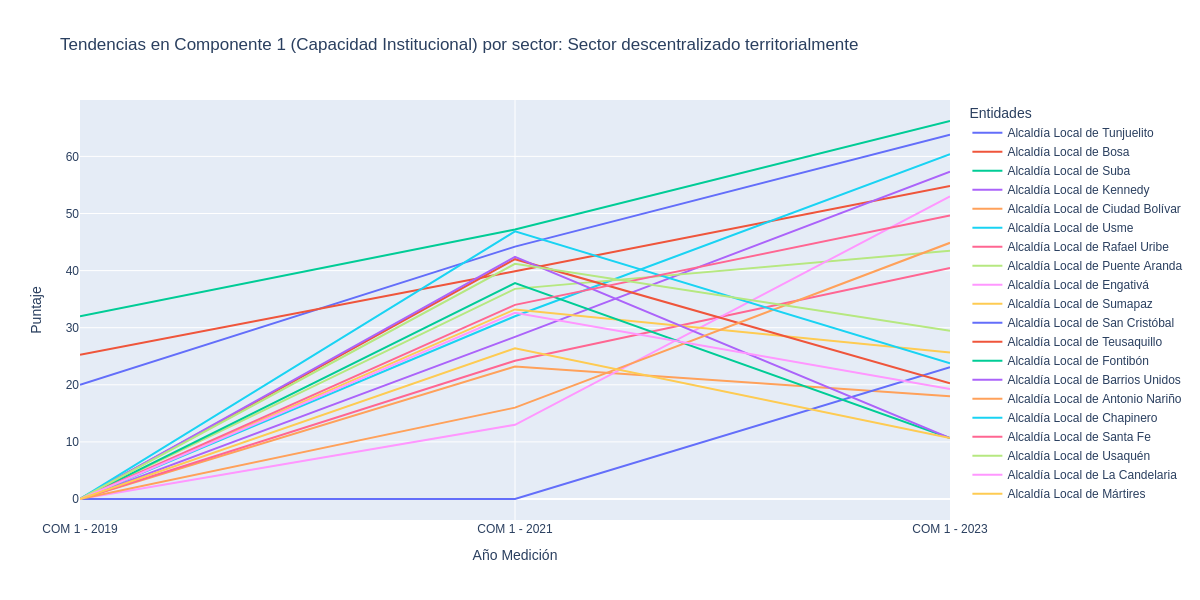 Tendencias en Componente 1 (Capacidad Institucional) por sector: Sector descentralizado territorialmente
Puntaje
60
50
40
30
20
10
0
COM 1 - 2019
COM 1 - 2021
COM 1 - 2023
Año Medición
Entidades
Alcaldía Local de Tunjuelito
Alcaldía Local de Bosa
Alcaldía Local de Suba
Alcaldía Local de Kennedy
Alcaldía Local de Ciudad Bolívar
Alcaldía Local de Usme
Alcaldía Local de Rafael Uribe
Alcaldía Local de Puente Aranda
Alcaldía Local de Engativá
Alcaldía Local de Sumapaz
Alcaldía Local de San Cristóbal
Alcaldía Local de Teusaquillo
Alcaldía Local de Fontibón
Alcaldía Local de Barrios Unidos
Alcaldía Local de Antonio Nariño
Alcaldía Local de Chapinero
Alcaldía Local de Santa Fe
Alcaldía Local de Usaquén
Alcaldía Local de La Candelaria
Alcaldía Local de Mártires